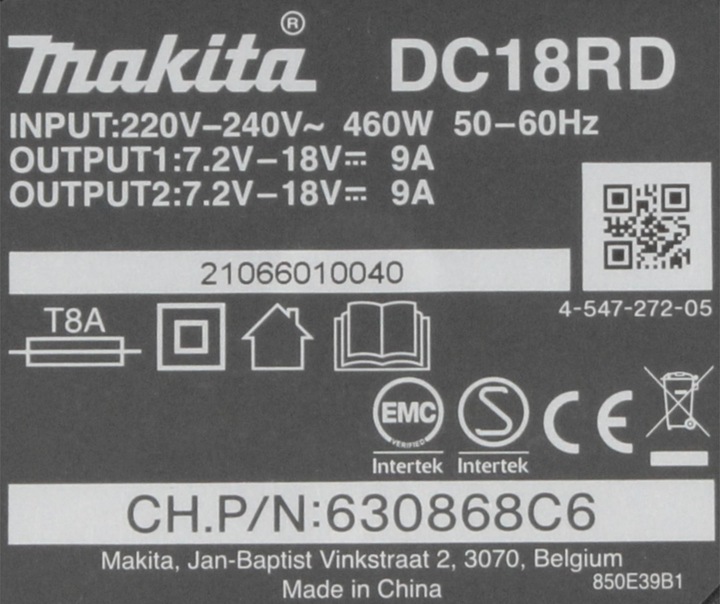 makita® DC18RD
INPUT:220V–240V~ 460W 50–60Hz
OUTPUT1:7.2V–18V⎓ 9A
OUTPUT2:7.2V–18V⎓ 9A
21066010040
4-547-272-05
T8A
EMC
VERIFIED
S
CE
Intertek Intertek
CH.P/N:630868C6
Makita, Jan-Baptist Vinkstraat 2, 3070, Belgium
Made in China
850E39B1